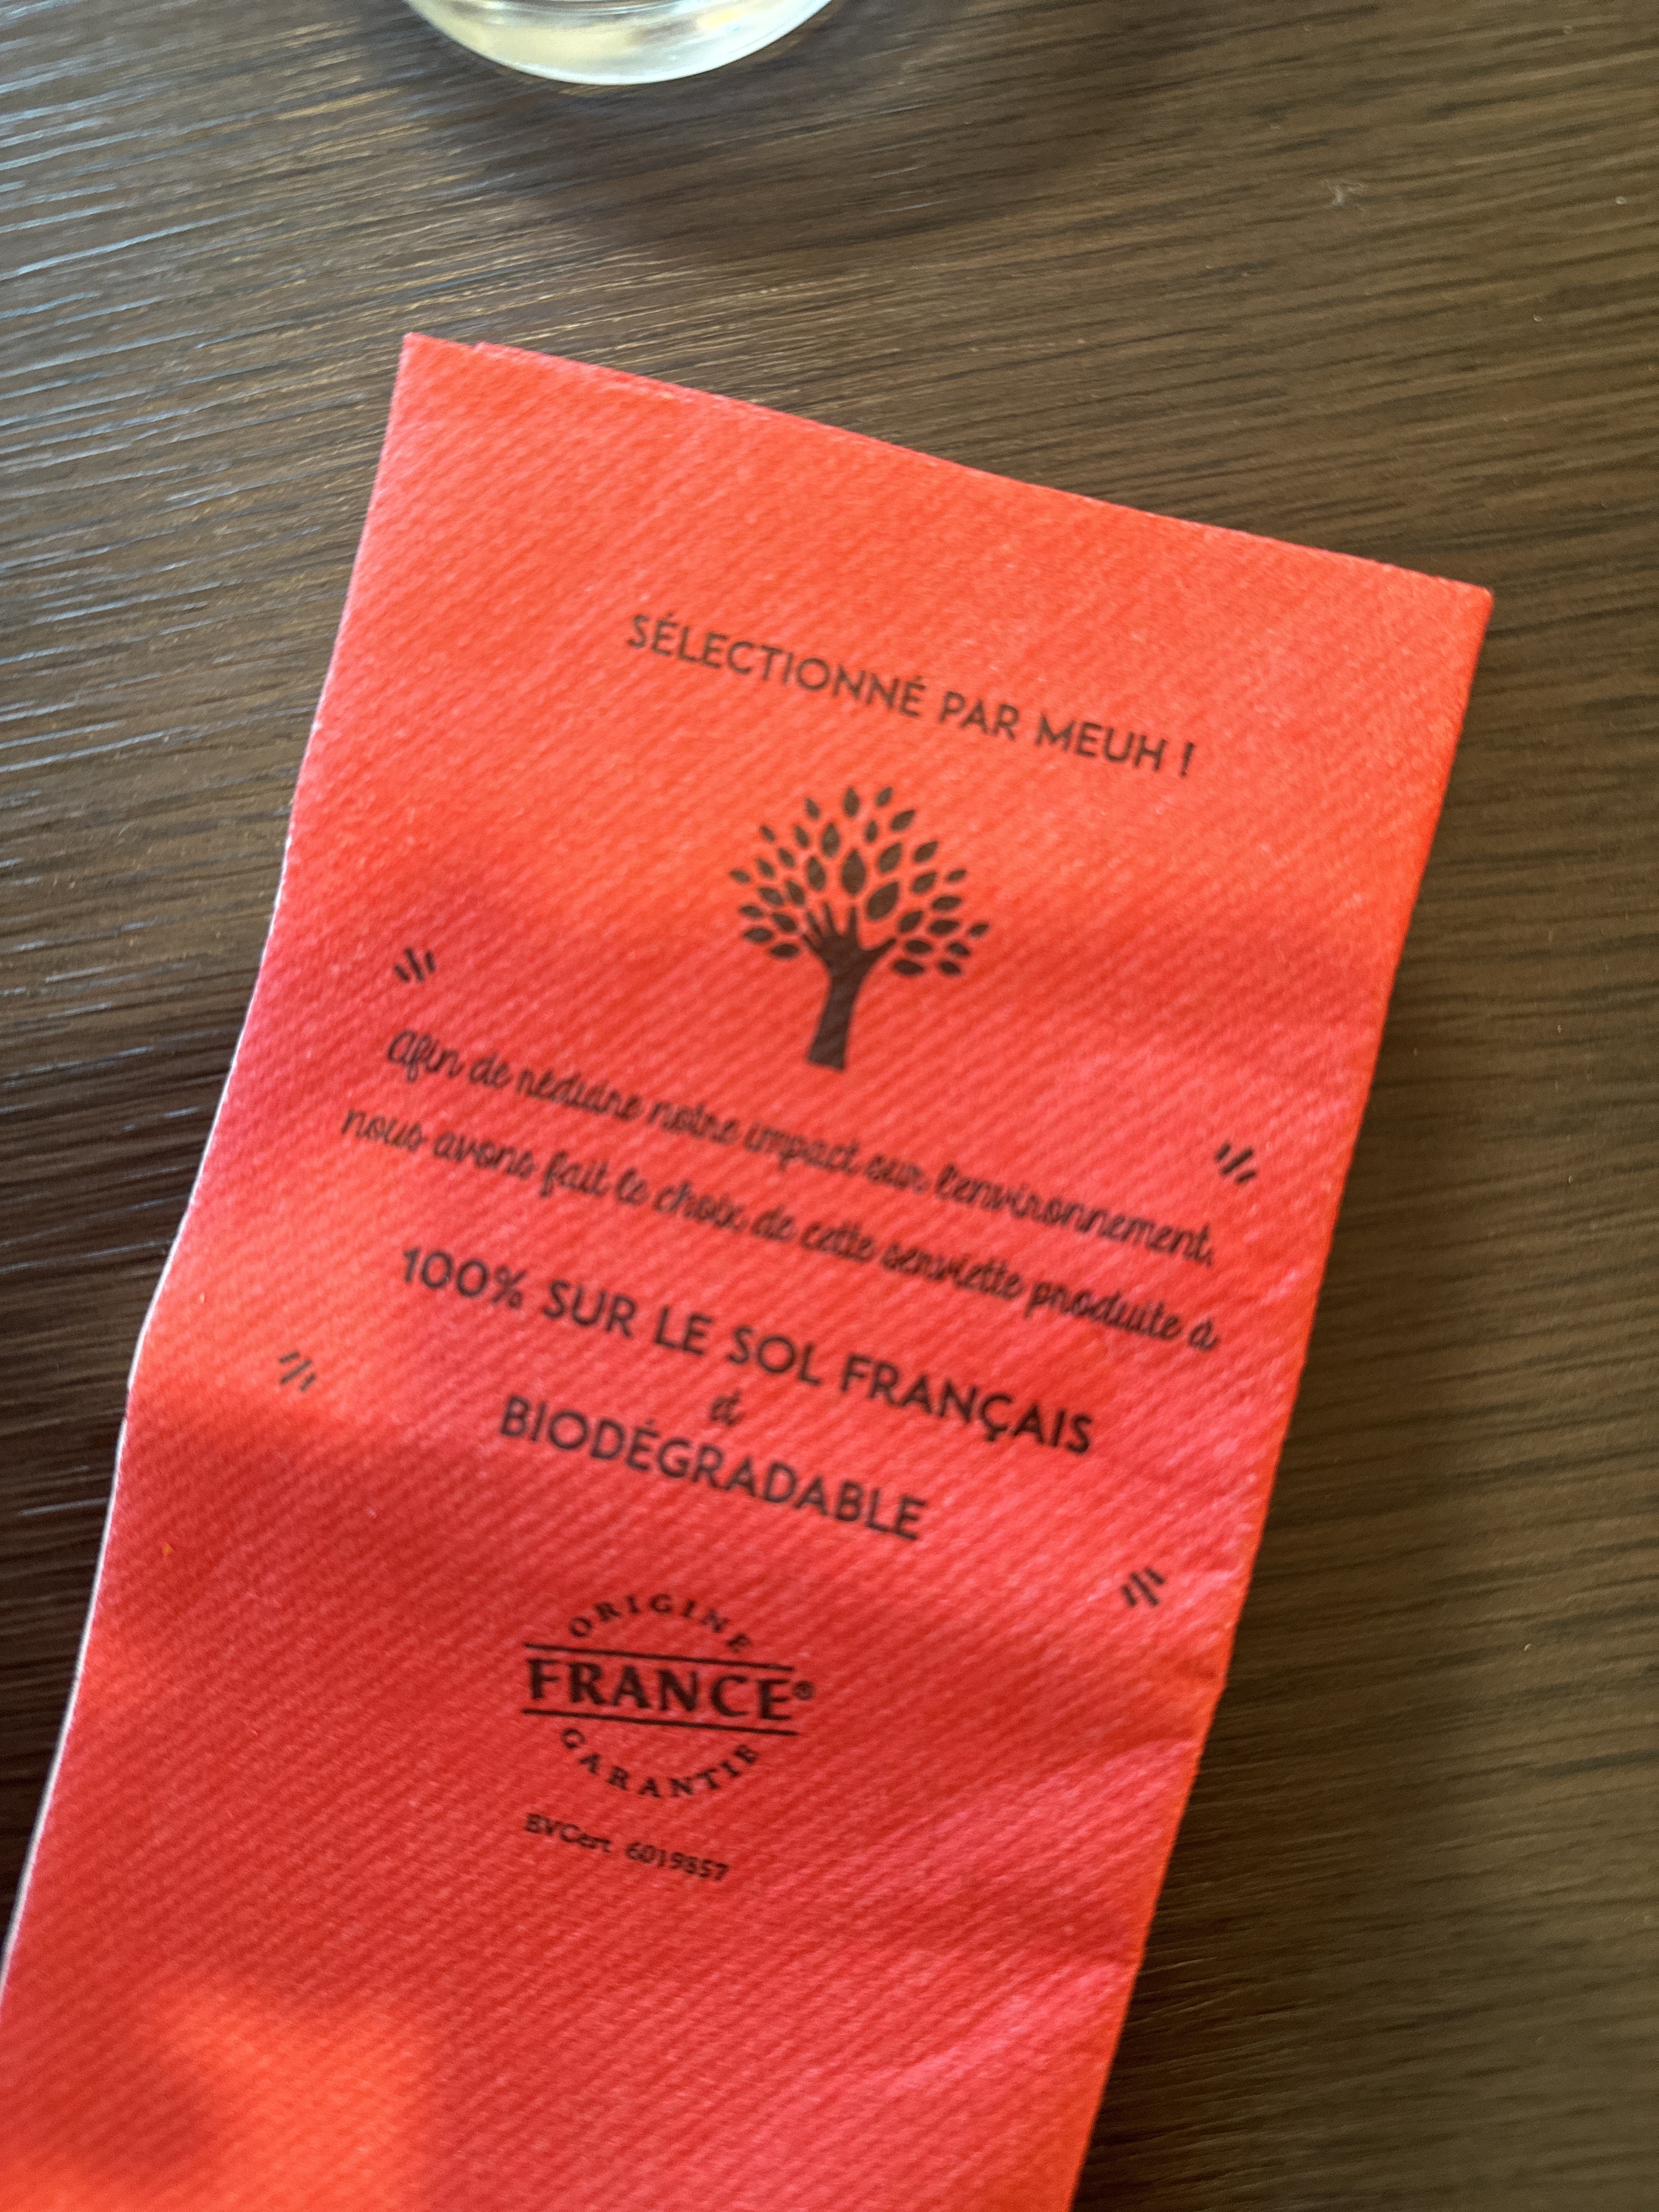 SÉLECTIONNÉ PAR MEUH !
Afin de réduire notre impact sur l'environnement,
nous avons fait le choix de cette serviette produite à
100% SUR LE SOL FRANÇAIS
et
BIODÉGRADABLE
ORIGINE
FRANCE®
GARANTIE
BVCert 6019857